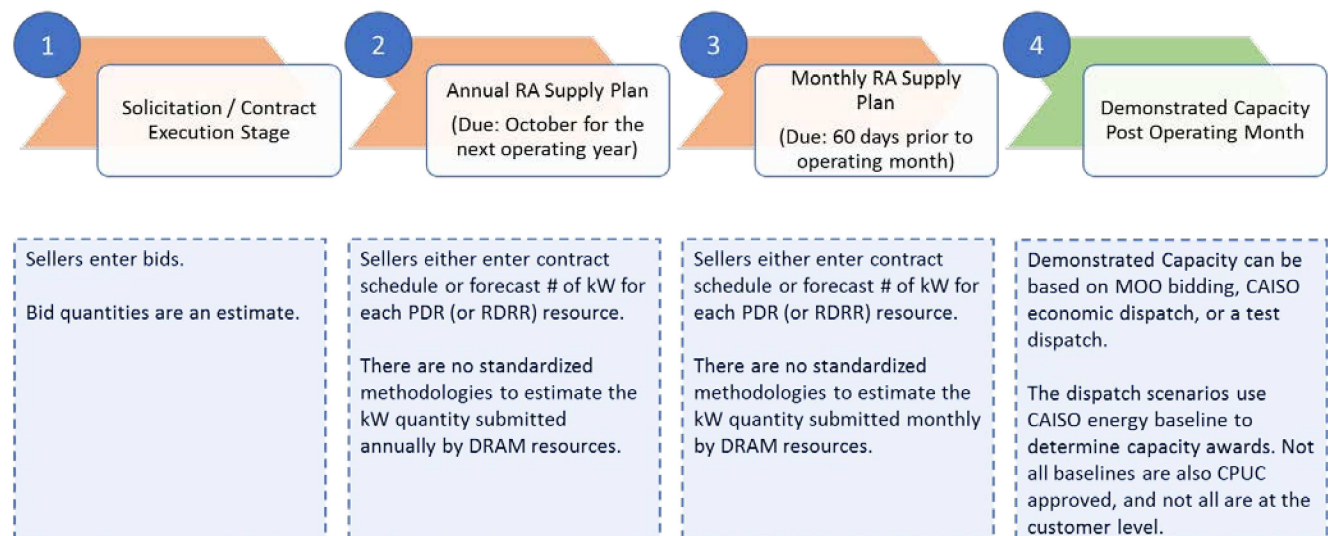 1
Solicitation / Contract
Execution Stage
2
Annual RA Supply Plan
(Due: October for the
next operating year)
3
Monthly RA Supply
Plan
(Due: 60 days prior to
operating month)
4
Demonstrated Capacity
Post Operating Month
Sellers enter bids.
Bid quantities are an estimate.
Sellers either enter contract
schedule or forecast # of kW for
each PDR (or RDRR) resource.
There are no standardized
methodologies to estimate the
kW quantity submitted
annually by DRAM resources.
Sellers either enter contract
schedule or forecast # of kW for
each PDR (or RDRR) resource.
There are no standardized
methodologies to estimate the
kW quantity submitted monthly
by DRAM resources.
Demonstrated Capacity can be
based on MOO bidding, CAISO
economic dispatch, or a test
dispatch.
The dispatch scenarios use
CAISO energy baseline to
determine capacity awards. Not
all baselines are also CPUC
approved, and not all are at the
customer level.